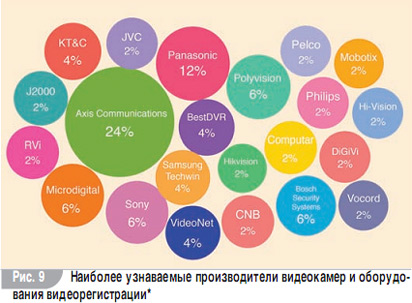 KT&C
4%
JVC
2%
Panasonic
12%
Pelco
2%
Mobotix
2%
J2000
2%
Axis Communications
24%
Polyvision
6%
Philips
2%
Hi-Vision
2%
BestDVR
4%
RVi
2%
Computar
2%
DiGiVi
2%
Samsung
Techwin
4%
Hikvision
2%
Microdigital
6%
Sony
6%
Bosch
Security
Systems
6%
Vocord
2%
VideoNet
4%
CNB
2%
Рис. 9 Наиболее узнаваемые производители видеокамер и оборудо-
вания видеорегистрации*